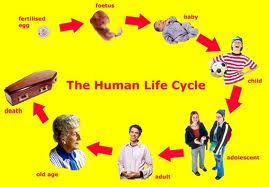 foetus
fertilised
egg
baby
The Human Life Cycle
child
death
adolescent
old age
adult